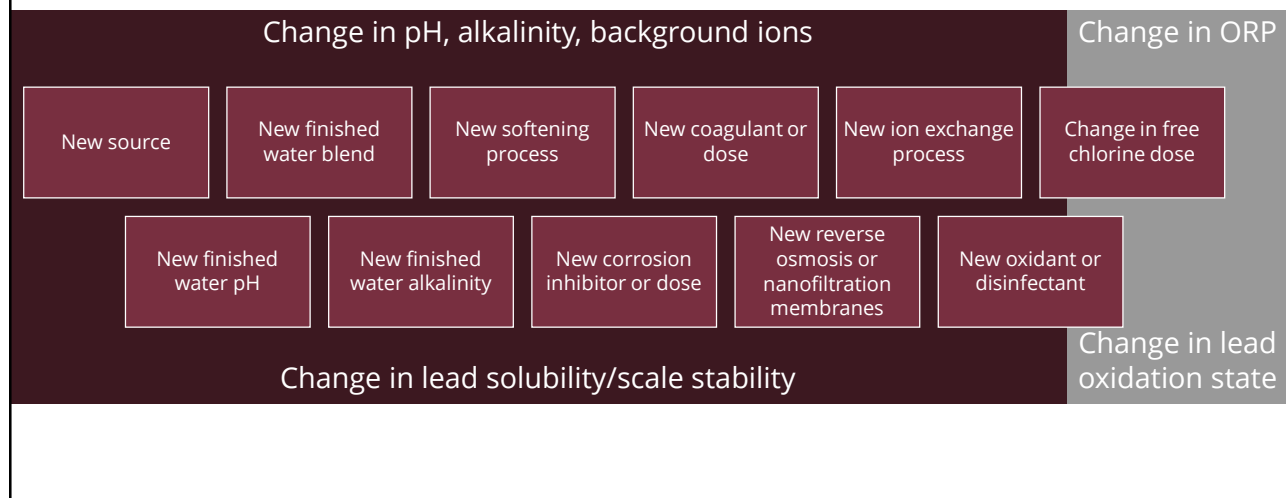 Change in pH, alkalinity, background ions
Change in ORP
New source
New finished
water blend
New softening
process
New coagulant or
dose
New ion exchange
process
Change in free
chlorine dose
New finished
water pH
New finished
water alkalinity
New corrosion
inhibitor or dose
New reverse
osmosis or
nanofiltration
membranes
New oxidant or
disinfectant
Change in lead solubility/scale stability
Change in lead
oxidation state